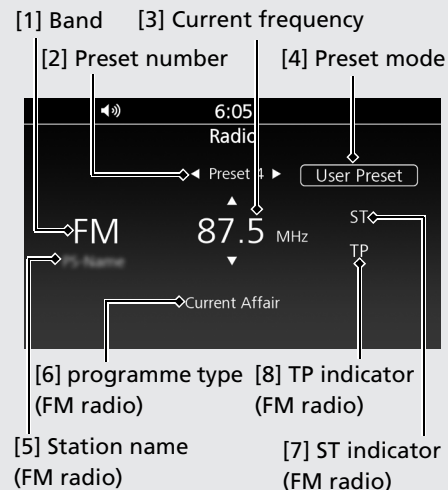 [1] Band
[3] Current frequency
[2] Preset number
[4] Preset mode
6:05
Radio
Preset 4
User Preset
FM
87.5 MHz
ST
PS-Name
TP
Current Affair
[6] programme type
(FM radio)
[8] TP indicator
(FM radio)
[5] Station name
(FM radio)
[7] ST indicator
(FM radio)